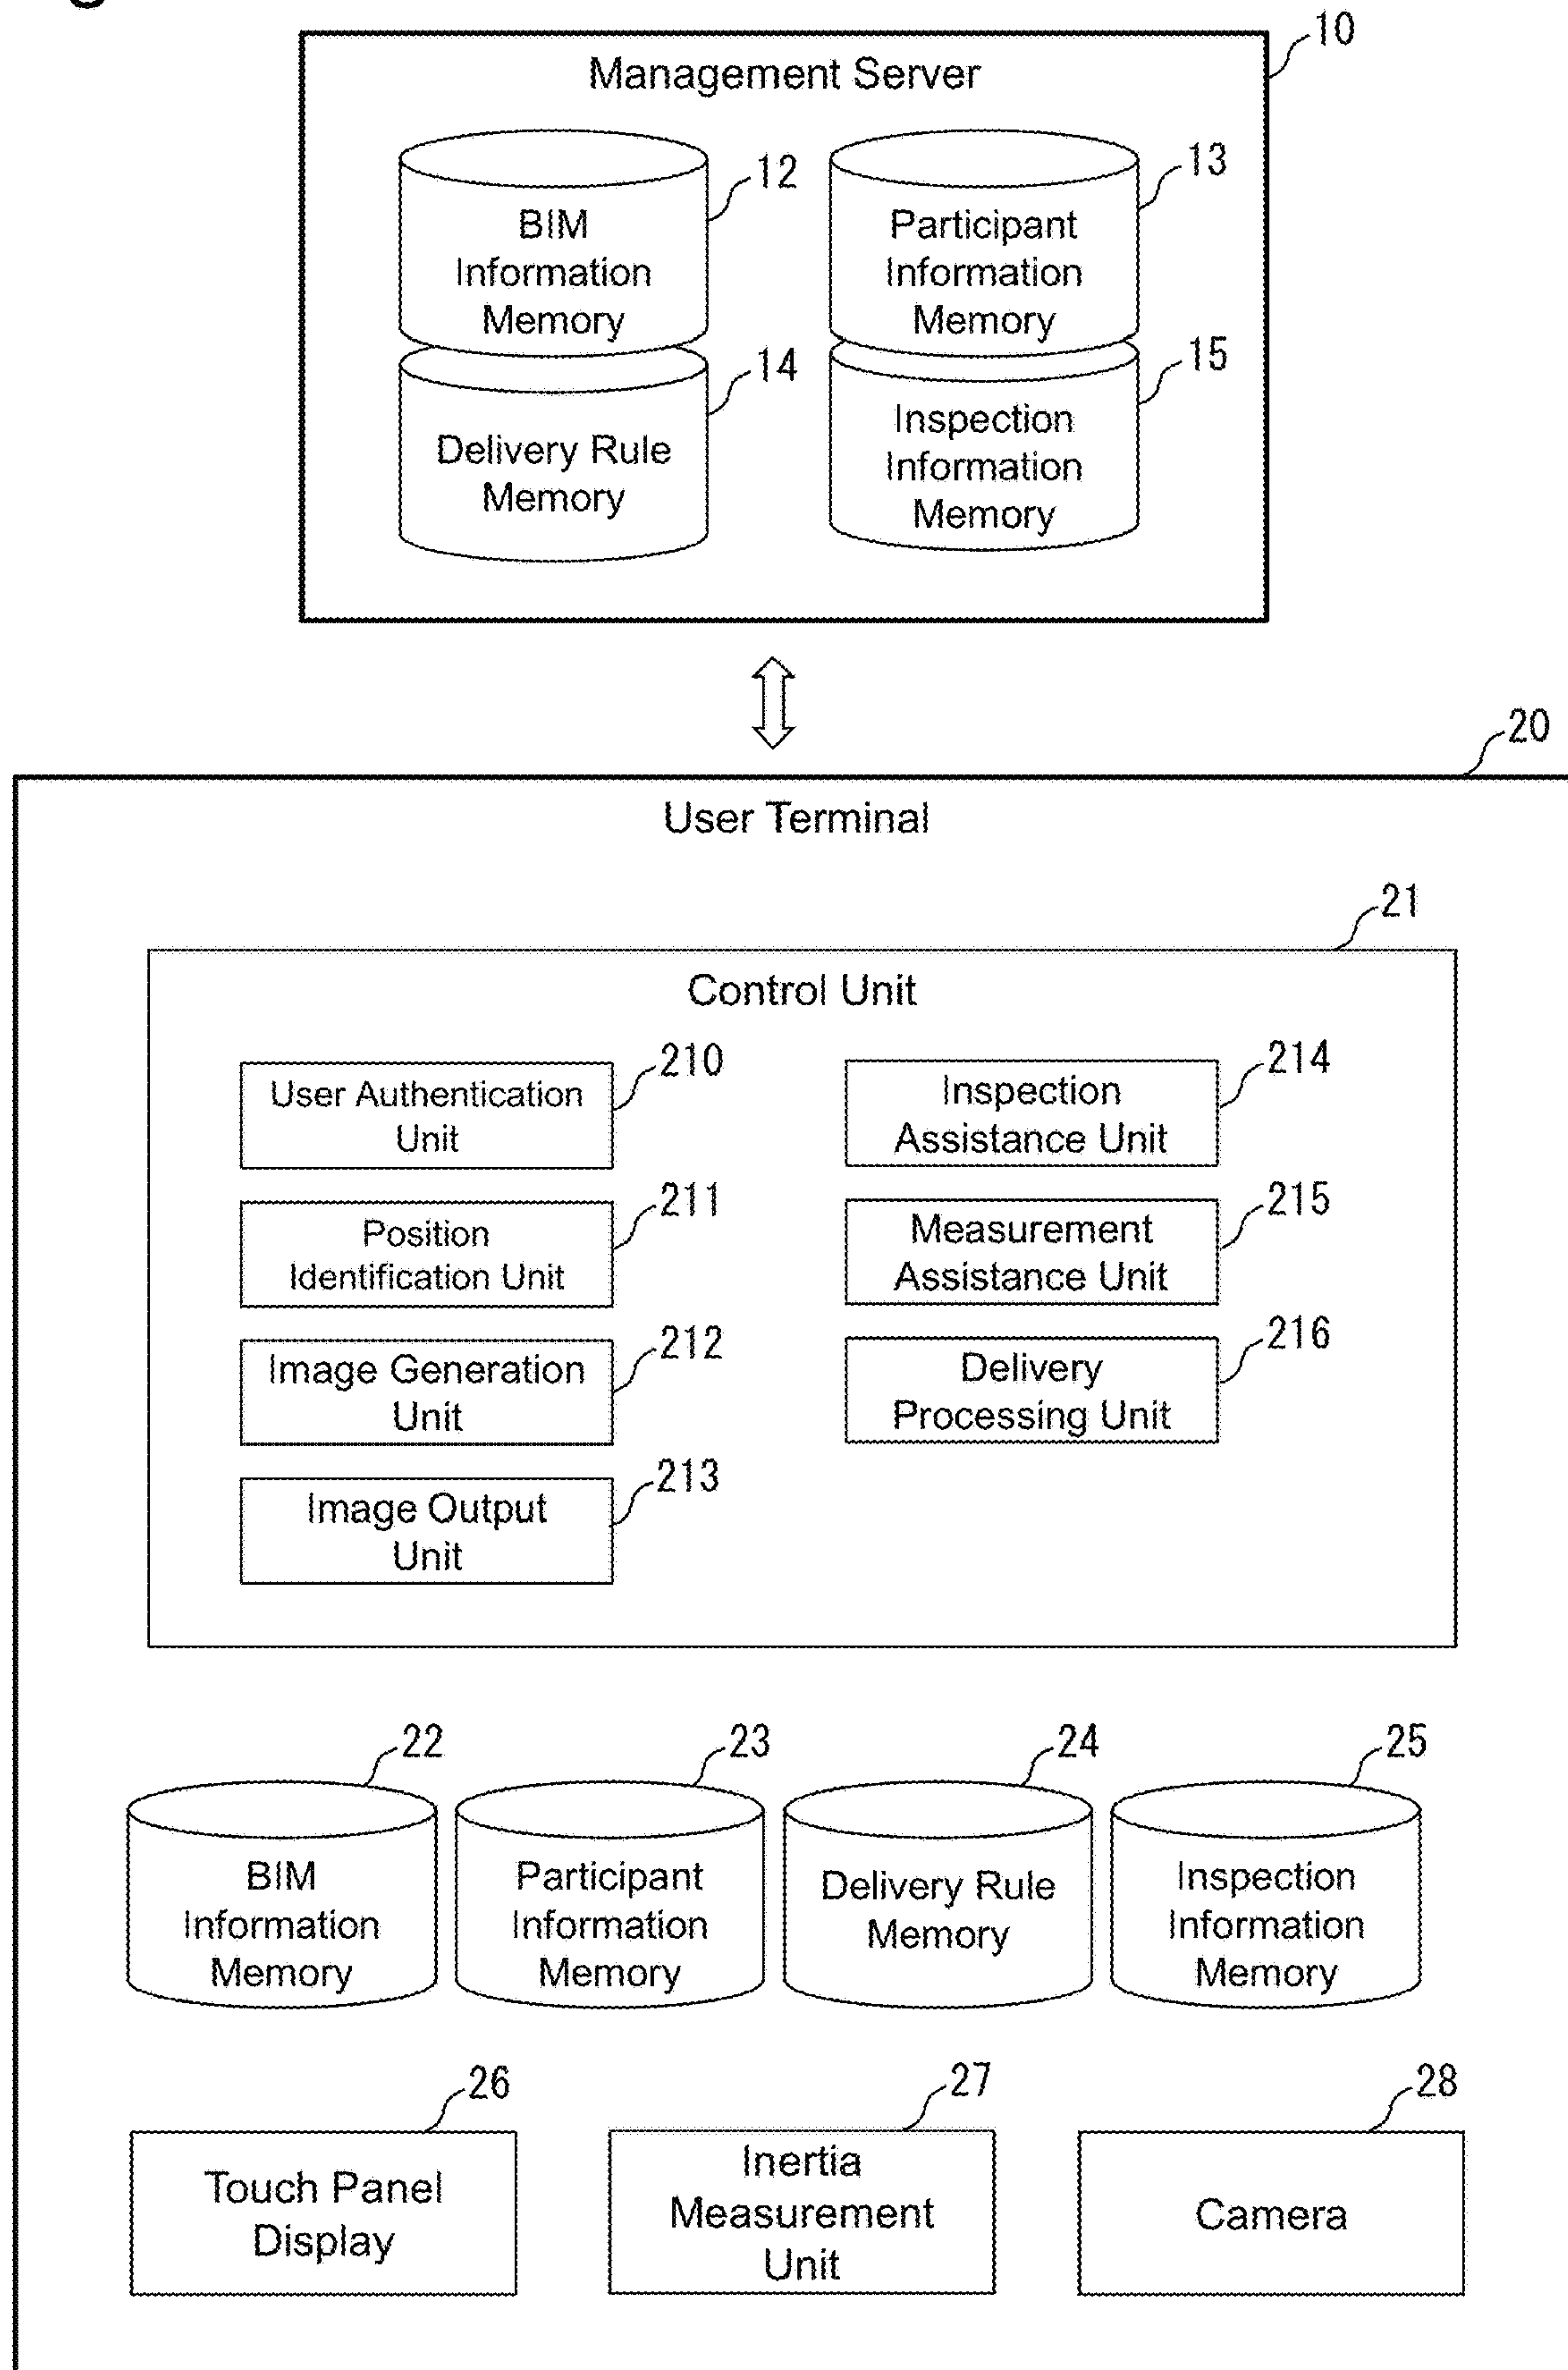 10
Management Server
12
13
BIM
Information
Memory
Participant
Information
Memory
14
15
Delivery Rule
Memory
Inspection
Information
Memory
20
User Terminal
21
Control Unit
210
User Authentication
Unit
214
Inspection
Assistance Unit
211
Position
Identification Unit
215
Measurement
Assistance Unit
212
Image Generation
Unit
216
Delivery
Processing Unit
213
Image Output
Unit
22
23
24
25
BIM
Information
Memory
Participant
Information
Memory
Delivery Rule
Memory
Inspection
Information
Memory
26
27
28
Touch Panel
Display
Inertia
Measurement
Unit
Camera